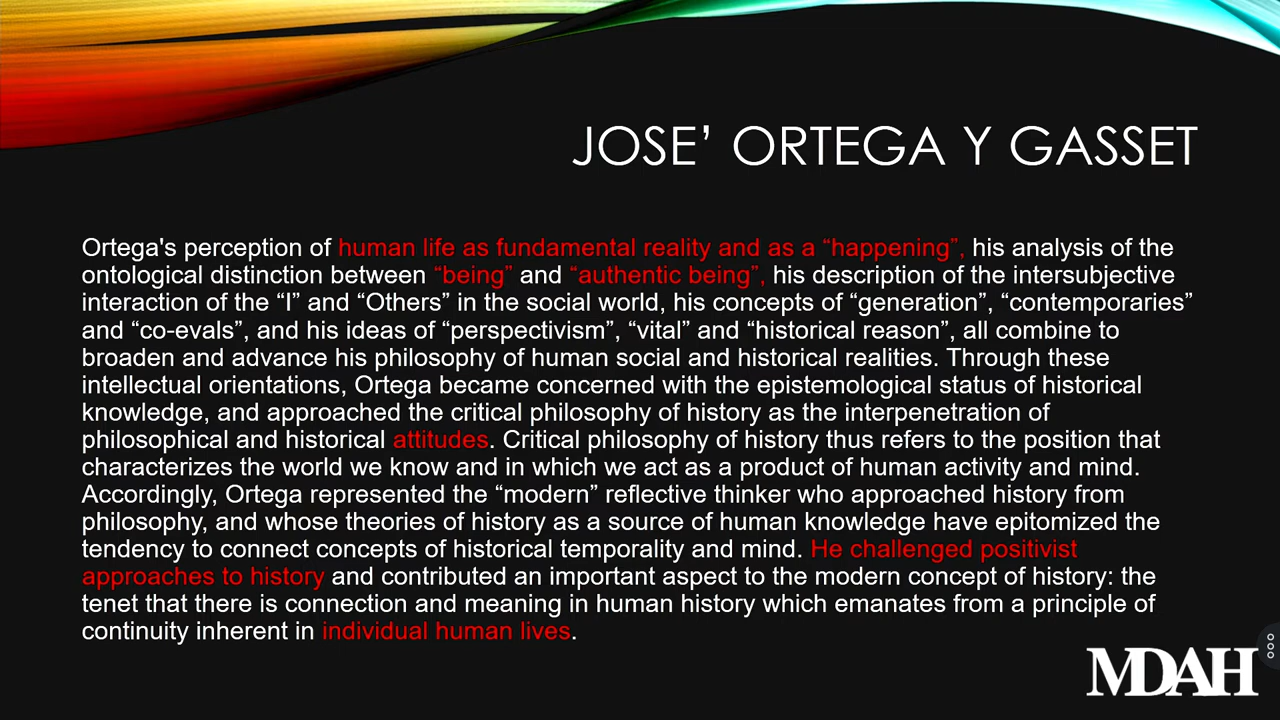 JOSE’ ORTEGA Y GASSET
Ortega's perception of human life as fundamental reality and as a “happening”, his analysis of the
ontological distinction between “being” and “authentic being”, his description of the intersubjective
interaction of the “I” and “Others” in the social world, his concepts of “generation”, “contemporaries”
and “co-evals”, and his ideas of “perspectivism”, “vital” and “historical reason”, all combine to
broaden and advance his philosophy of human social and historical realities. Through these
intellectual orientations, Ortega became concerned with the epistemological status of historical
knowledge, and approached the critical philosophy of history as the interpenetration of
philosophical and historical attitudes. Critical philosophy of history thus refers to the position that
characterizes the world we know and in which we act as a product of human activity and mind.
Accordingly, Ortega represented the “modern” reflective thinker who approached history from
philosophy, and whose theories of history as a source of human knowledge have epitomized the
tendency to connect concepts of historical temporality and mind. He challenged positivist
approaches to history and contributed an important aspect to the modern concept of history: the
tenet that there is connection and meaning in human history which emanates from a principle of
continuity inherent in individual human lives.
MDAH